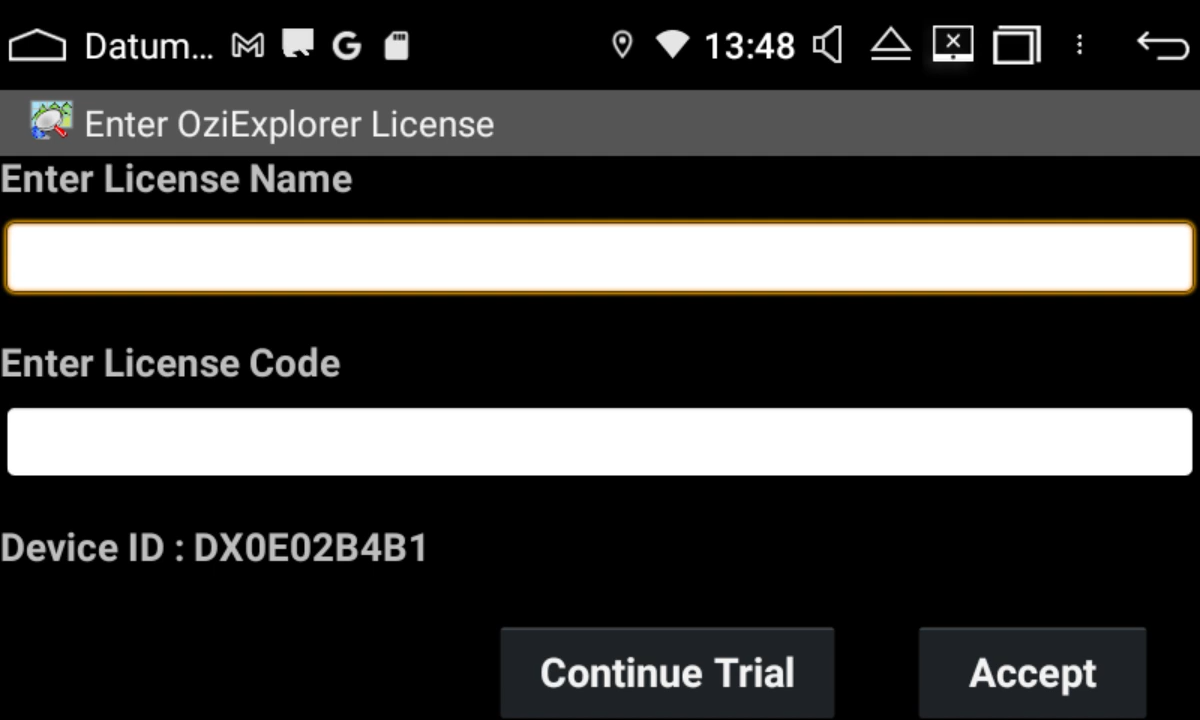 Datum... 13:48
Enter OziExplorer License
Enter License Name
Enter License Code
Device ID : DX0E02B4B1
Continue Trial Accept